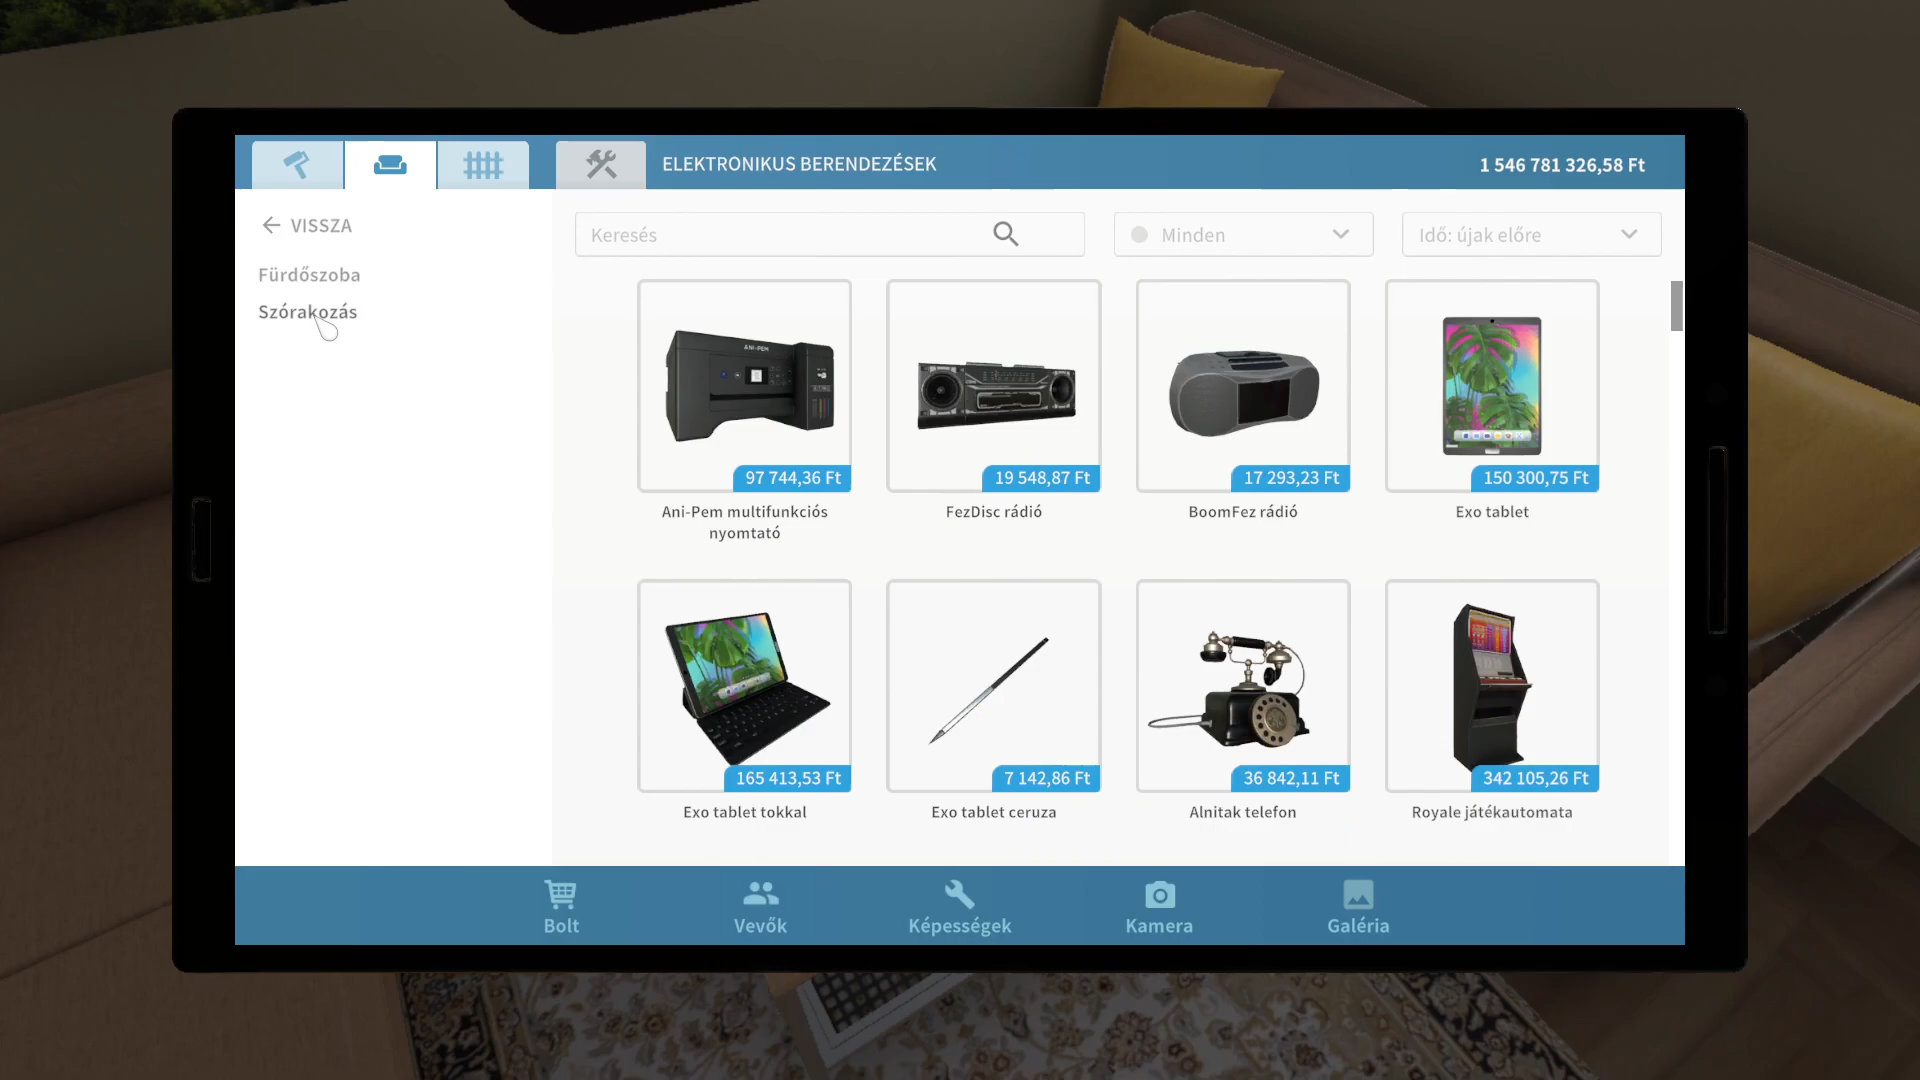 ELEKTRONIKUS BERENDEZÉSEK
1 546 781 326,58 Ft
VISSZA
Fürdőszoba
Szórakozás
Keresés
Minden
Idő: újak előre
ANI-PEM
97 744,36 Ft
19 548,87 Ft
17 293,23 Ft
150 300,75 Ft
Ani-Pem multifunkciós
nyomtató
FezDisc rádió
BoomFez rádió
Exo tablet
165 413,53 Ft
7 142,86 Ft
36 842,11 Ft
342 105,26 Ft
Exo tablet tokkal
Exo tablet ceruza
Alnitak telefon
Royale játékautomata
Bolt
Vevők
Képességek
Kamera
Galéria